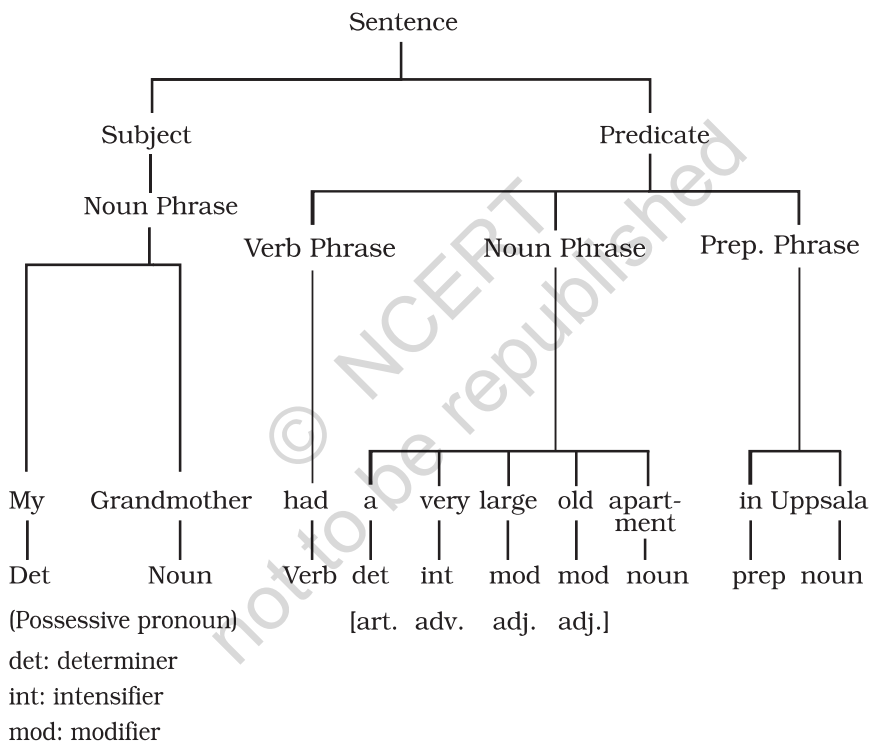 Sentence
Subject Predicate
Noun Phrase
Verb Phrase Noun Phrase Prep. Phrase
My Grandmother had a very large old apart-
ment
in Uppsala
Det Noun Verb det int mod mod noun prep noun
(Possessive pronoun) [art. adv. adj. adj.]
det: determiner
int: intensifier
mod: modifier
© NCERT
not to be republished